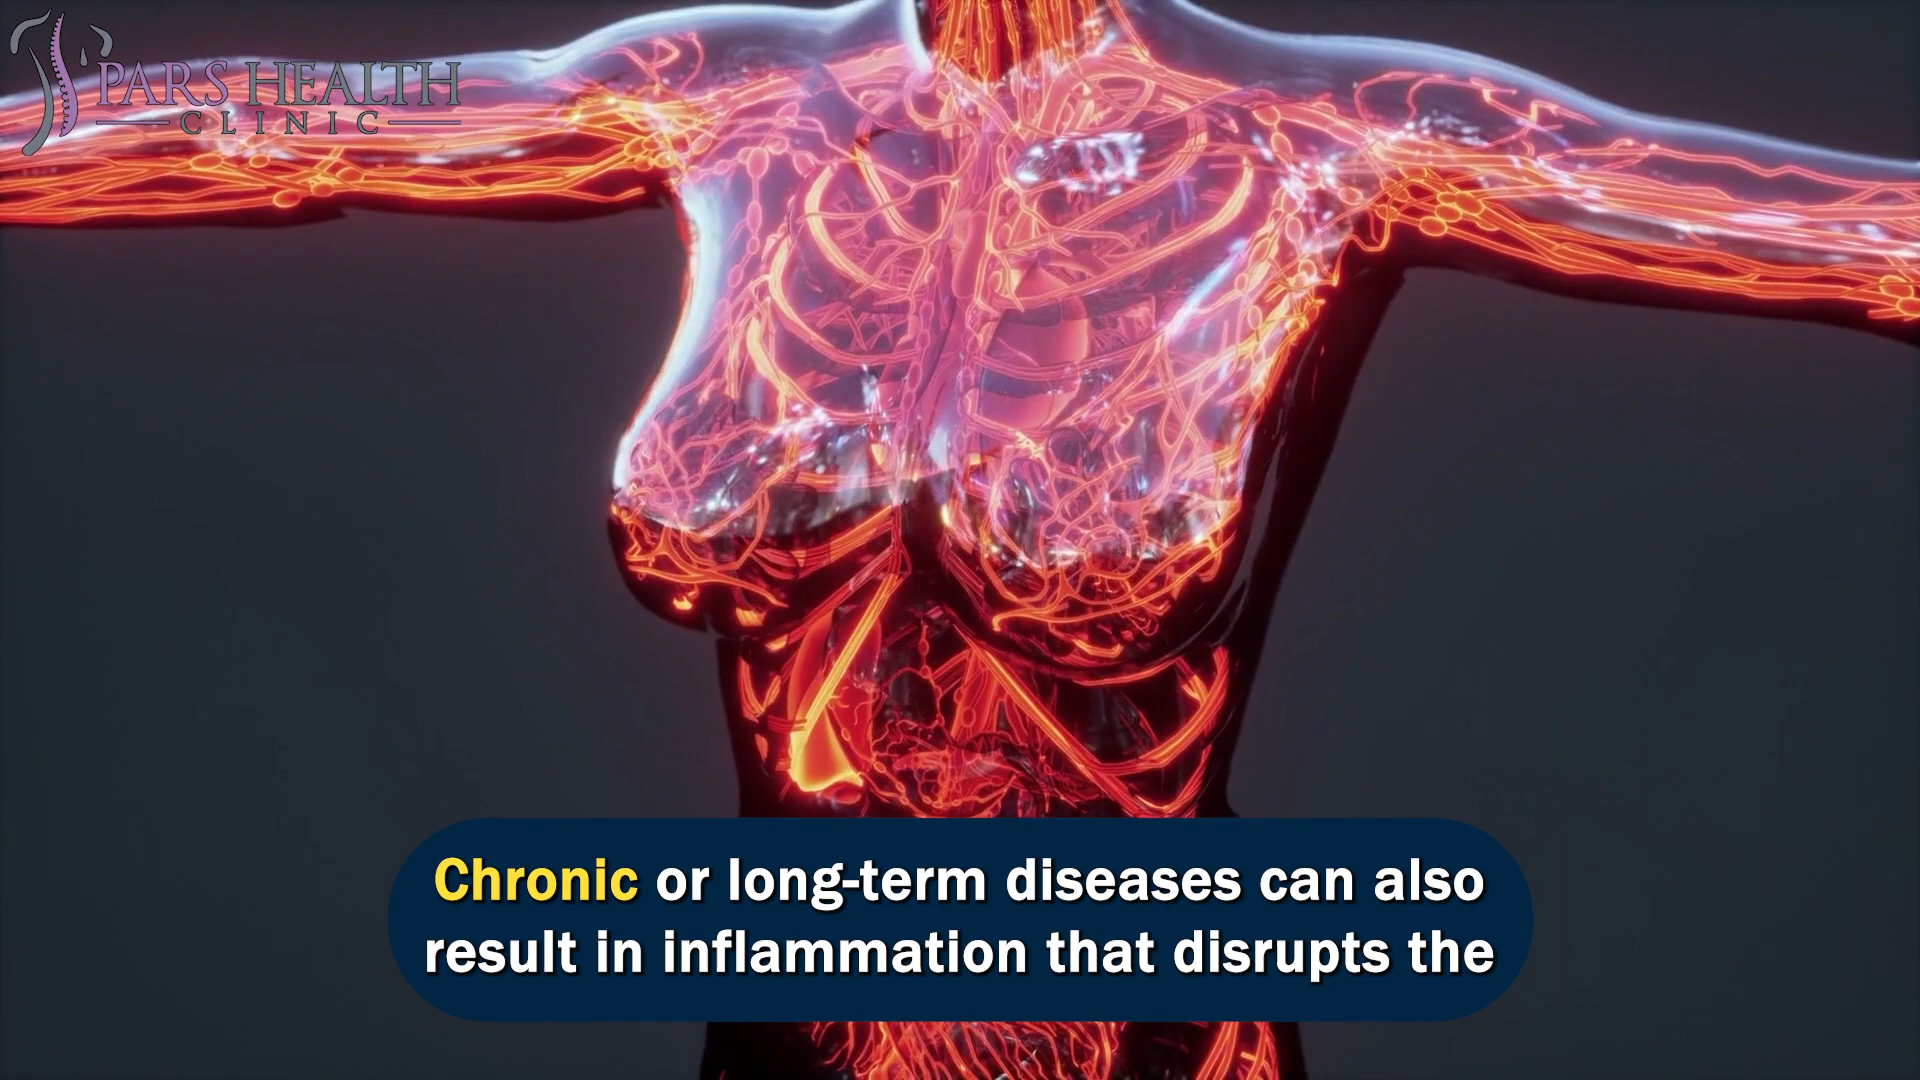 PARS HEALTH
CLINIC
Chronic or long-term diseases can also
result in inflammation that disrupts the